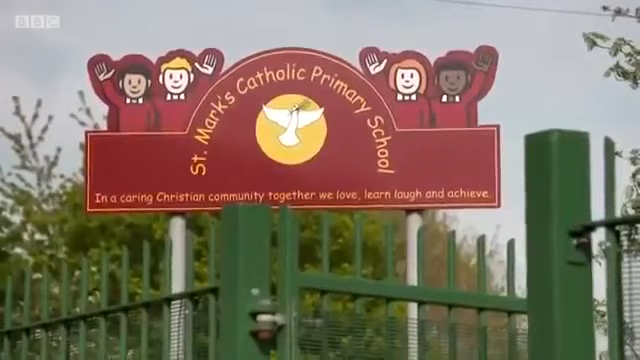 BBC
St. Mark's Catholic Primary School
In a caring Christian community together we love, learn laugh and achieve.